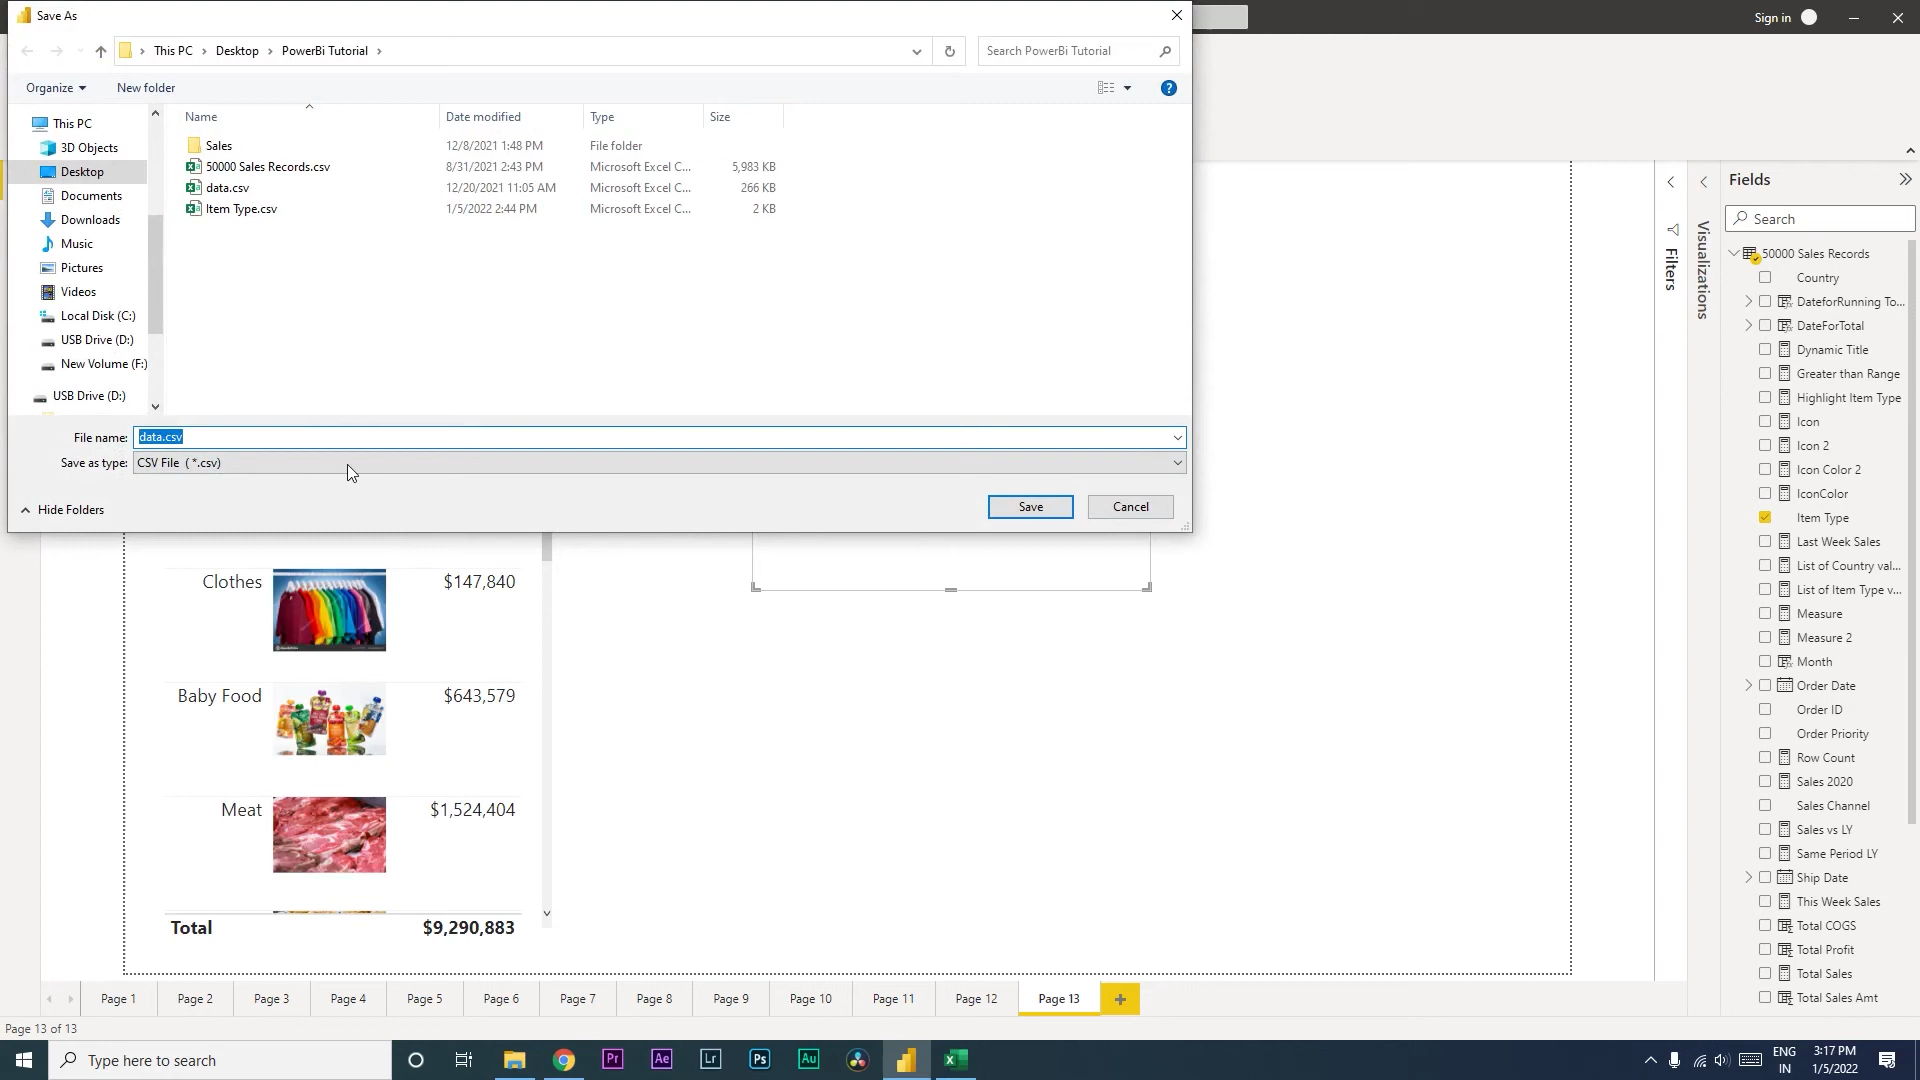 Save As
Sign in
This PC
Desktop
PowerBi Tutorial
Search PowerBi Tutorial
Organize
New folder
This PC
3D Objects
Desktop
Documents
Downloads
Music
Pictures
Videos
Local Disk (C:)
USB Drive (D:)
New Volume (F:)
USB Drive (D:)
Name Date modified Type Size
Sales 12/8/2021 1:48 PM File folder
50000 Sales Records.csv 8/31/2021 2:43 PM Microsoft Excel C... 5,983 KB
data.csv 12/20/2021 11:05 AM Microsoft Excel C... 266 KB
Item Type.csv 1/5/2022 2:44 PM Microsoft Excel C... 2 KB
File name: data.csv
Save as type: CSV File ( *.csv)
Hide Folders
Save
Cancel
Clothes $147,840
Baby Food $643,579
Meat $1,524,404
Total $9,290,883
Filters
Visualizations
Fields
Search
50000 Sales Records
Country
DateforRunning To...
DateForTotal
Dynamic Title
Greater than Range
Highlight Item Type
Icon
Icon 2
Icon Color 2
IconColor
Item Type
Last Week Sales
List of Country val...
List of Item Type v...
Measure
Measure 2
Month
Order Date
Order ID
Order Priority
Row Count
Sales 2020
Sales Channel
Sales vs LY
Same Period LY
Ship Date
This Week Sales
Total COGS
Total Profit
Total Sales
Total Sales Amt
Page 1
Page 2
Page 3
Page 4
Page 5
Page 6
Page 7
Page 8
Page 9
Page 10
Page 11
Page 12
Page 13
Page 13 of 13
Type here to search
Pr
Ae
Lr
Ps
Au
ENG
IN
3:17 PM
1/5/2022